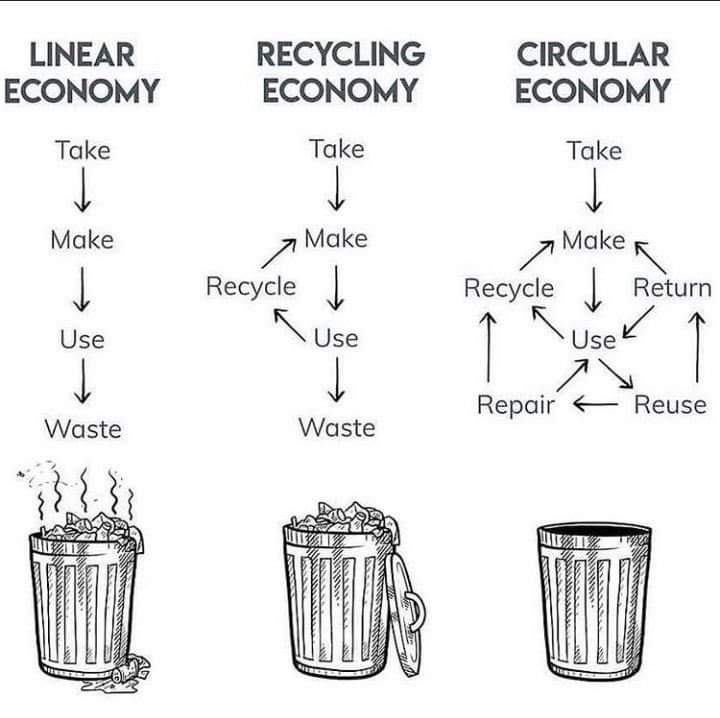 LINEAR
ECONOMY
Take
Make
Use
Waste
RECYCLING
ECONOMY
Take
Make
Recycle
Use
Waste
CIRCULAR
ECONOMY
Take
Make
Recycle
Return
Use
Repair
Reuse